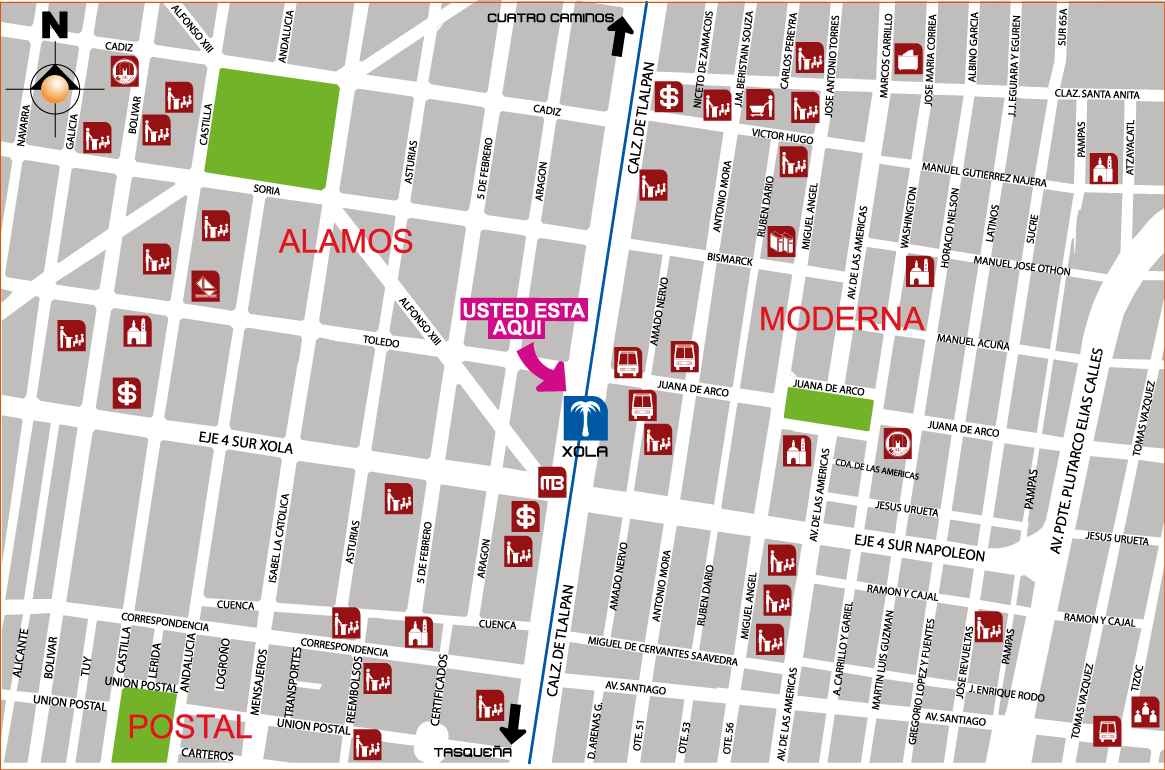 N
CUATRO CAMINOS
ALFONSO XIII
ANDALUCIA
CADIZ
NAVARRA
GALICIA
BOLIVAR
CASTILLA
CADIZ
ASTURIAS
5 DE FEBRERO
ARAGON
SORIA
ALAMOS
ALFONSO XIII
TOLEDO
USTED ESTA
AQUI
XOLA
MB
EJE 4 SUR XOLA
CALZ. DE TLALPAN
NICETO DE ZAMACOIS
J.M. BERISTAIN SOUZA
CARLOS PEREYRA
JOSE ANTONIO TORRES
MARCOS CARRILLO
JOSE MARIA CORREA
ALBINO GARCIA
J.J. EGUIARA Y EGUREN
SUR 65A
CLAZ. SANTA ANITA
VICTOR HUGO
PAMPAS
ATZAYACATL
MANUEL GUTIERREZ NAJERA
ANTONIO MORA
RUBEN DARIO
MIGUEL ANGEL
AV. DE LAS AMERICAS
WASHINGTON
HORACIO NELSON
LATINOS
SUCRE
BISMARCK
MANUEL JOSE OTHON
AMADO NERVO
MODERNA
MANUEL ACUÑA
JUANA DE ARCO
JUANA DE ARCO
JUANA DE ARCO
AV. PDTE. PLUTARCO ELIAS CALLES
TOMAS VAZQUEZ
CDA. DE LAS AMERICAS
AV. DE LAS AMERICAS
PAMPAS
JESUS URUETA
JESUS URUETA
EJE 4 SUR NAPOLEON
ISABEL LA CATOLICA
ASTURIAS
5 DE FEBRERO
ARAGON
CUENCA
CUENCA
CORRESPONDENCIA
CORRESPONDENCIA
ALICANTE
BOLIVAR
TUY
CASTILLA
LERIDA
ANDALUCIA
LOGROÑO
MENSAJEROS
TRANSPORTES
REEMBOLSOS
CERTIFICADOS
UNION POSTAL
UNION POSTAL
UNION POSTAL
POSTAL
CARTEROS
TASQUEÑA
CALZ. DE TLALPAN
AMADO NERVO
ANTONIO MORA
RUBEN DARIO
MIGUEL ANGEL
RAMON Y CAJAL
RAMON Y CAJAL
MIGUEL DE CERVANTES SAAVEDRA
A. CARRILLO Y GARIEL
MARTIN LUIS GUZMAN
GREGORIO LOPEZ Y FUENTES
JOSE REVUELTAS
PAMPAS
J. ENRIQUE RODO
AV. SANTIAGO
AV. SANTIAGO
D. ARENAS G.
OTE. 51
OTE. 53
OTE. 56
AV. DE LAS AMERICAS
TOMAS VAZQUEZ
TIZOC